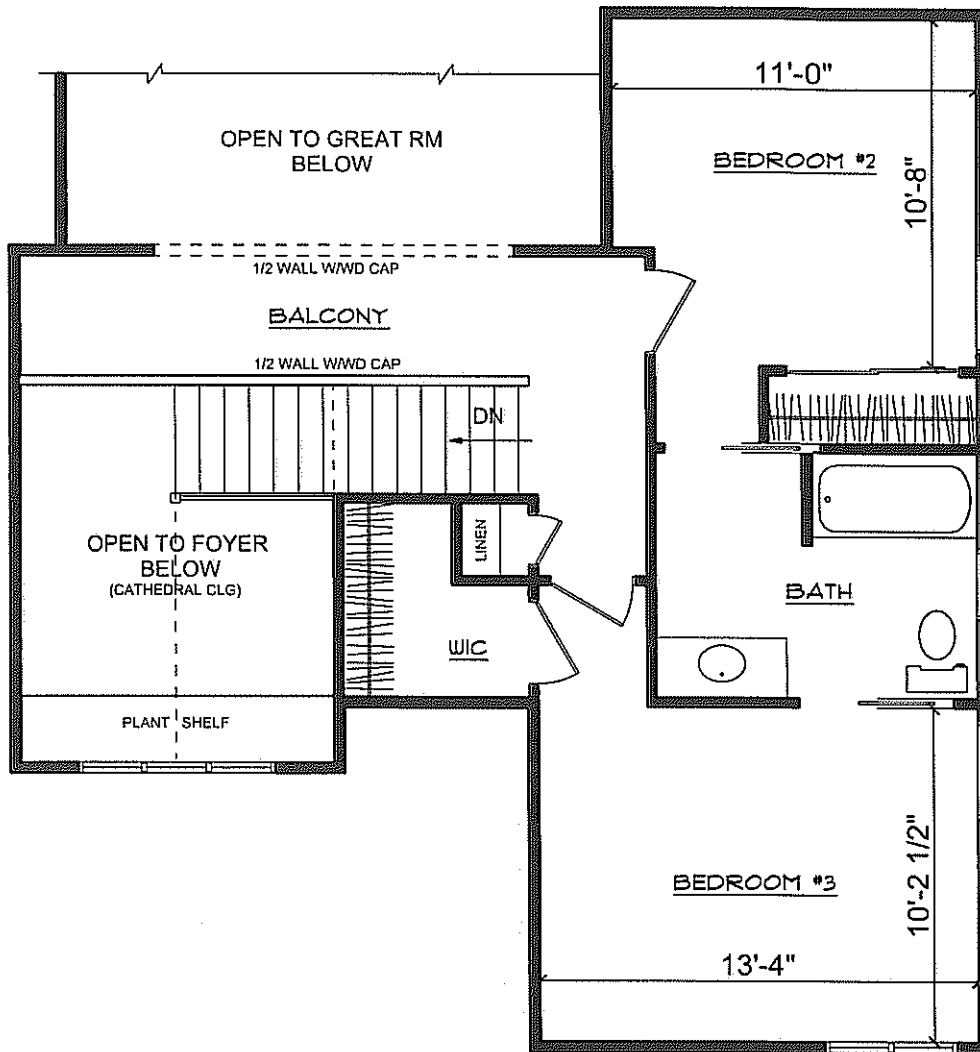 11'-0"
OPEN TO GREAT RM
BELOW
BEDROOM #2
10'-8"
1/2 WALL W/WD CAP
BALCONY
1/2 WALL W/WD CAP
DN
OPEN TO FOYER
BELOW
(CATHEDRAL CLG)
LINEN
BATH
WIC
PLANT SHELF
BEDROOM #3
10'-2 1/2"
13'-4"